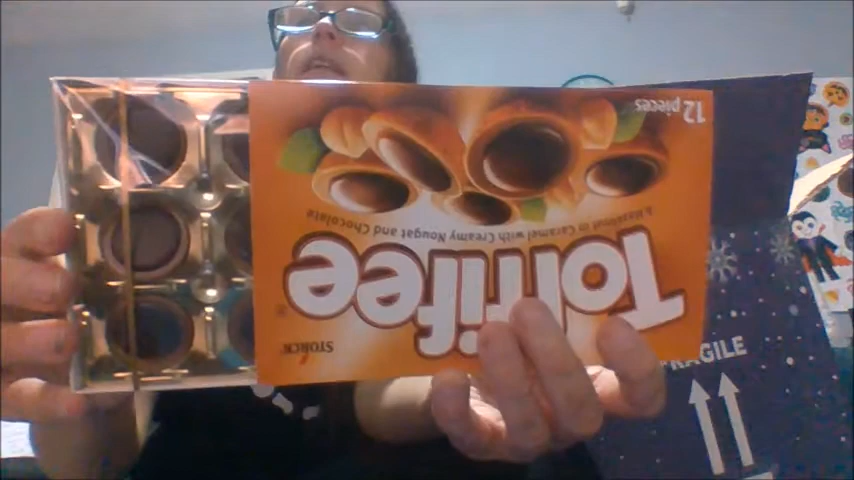 12 pieces
A Hazelnut in Caramel with Creamy Nougat and Chocolate
Toffifee
STORCK
FRAGILE